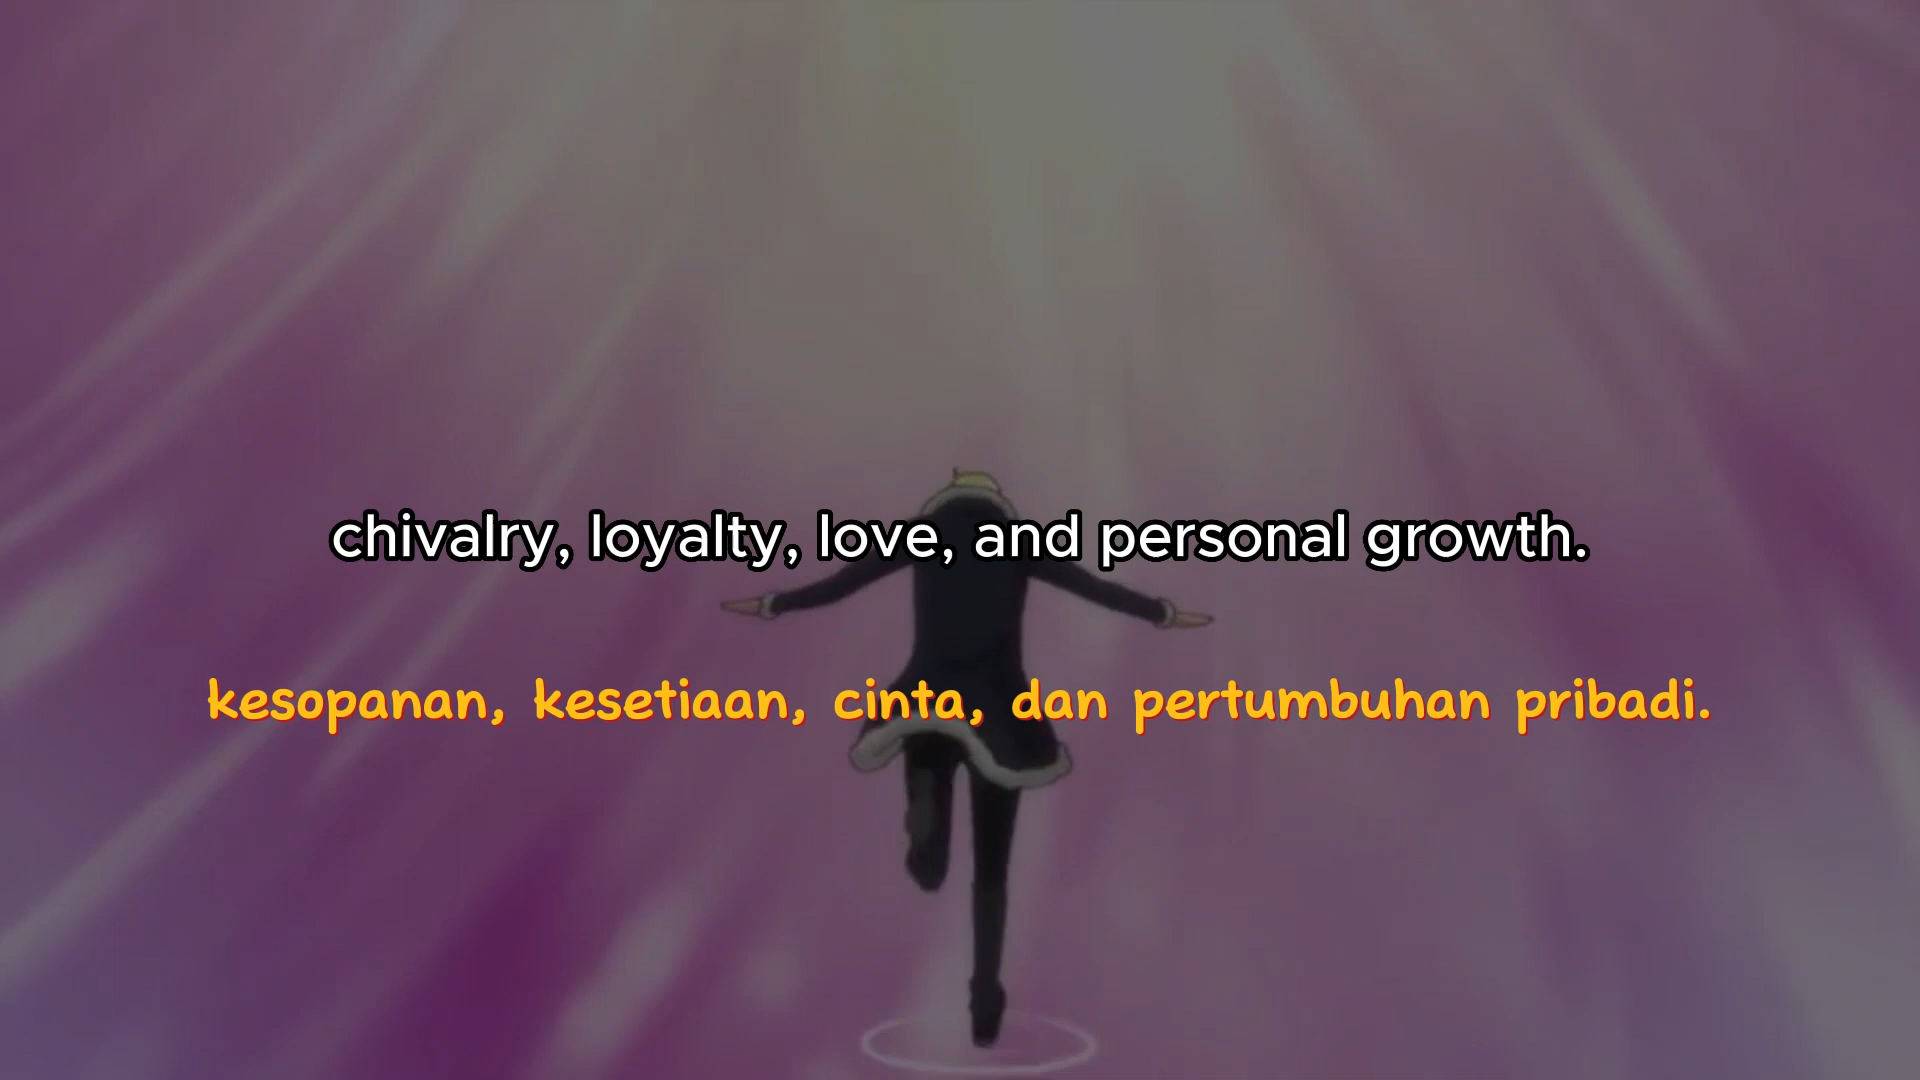 chivalry, loyalty, love, and personal growth.
kesopanan, kesetiaan, cinta, dan pertumbuhan pribadi.